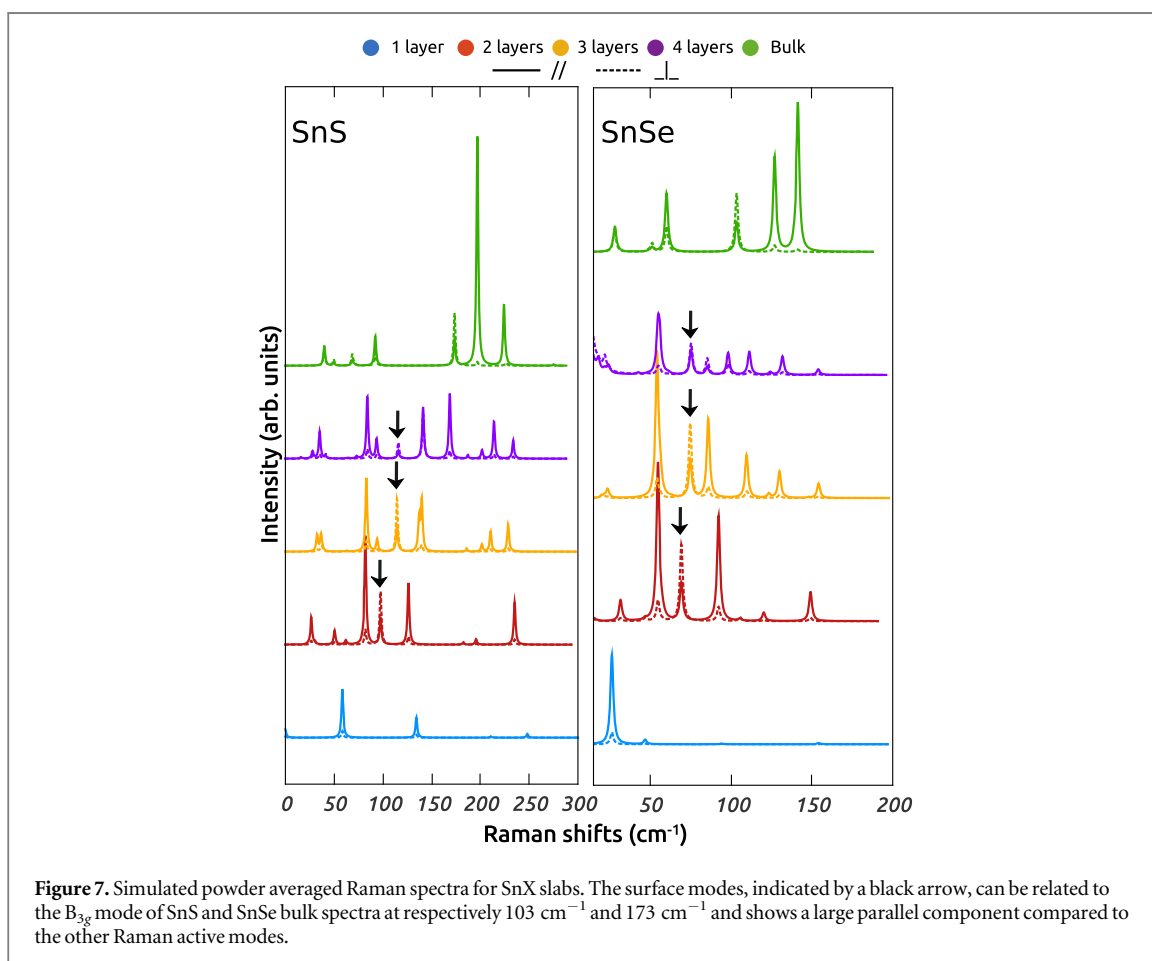 1 layer 2 layers 3 layers 4 layers Bulk
// _|_
SnS SnSe
Intensity (arb. units)
0 50 100 150 200 250 300 50 100 150 200
Raman shifts (cm-1)
Figure 7. Simulated powder averaged Raman spectra for SnX slabs. The surface modes, indicated by a black arrow, can be related to
the B3g mode of SnS and SnSe bulk spectra at respectively 103 cm−1 and 173 cm−1 and shows a large parallel component compared to
the other Raman active modes.